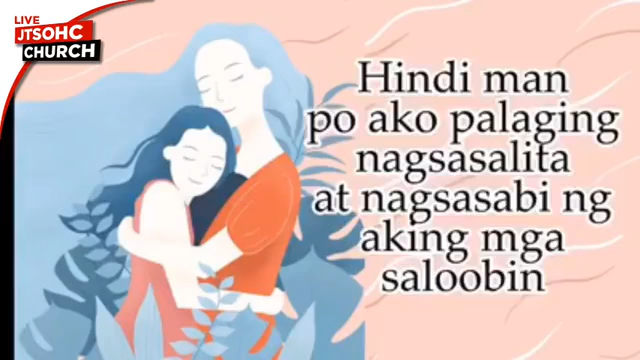 LIVE
JTSOHC
CHURCH
Hindi man
po ako palaging
nagsasalita
at nagsasabi ng
aking mga
saloobin